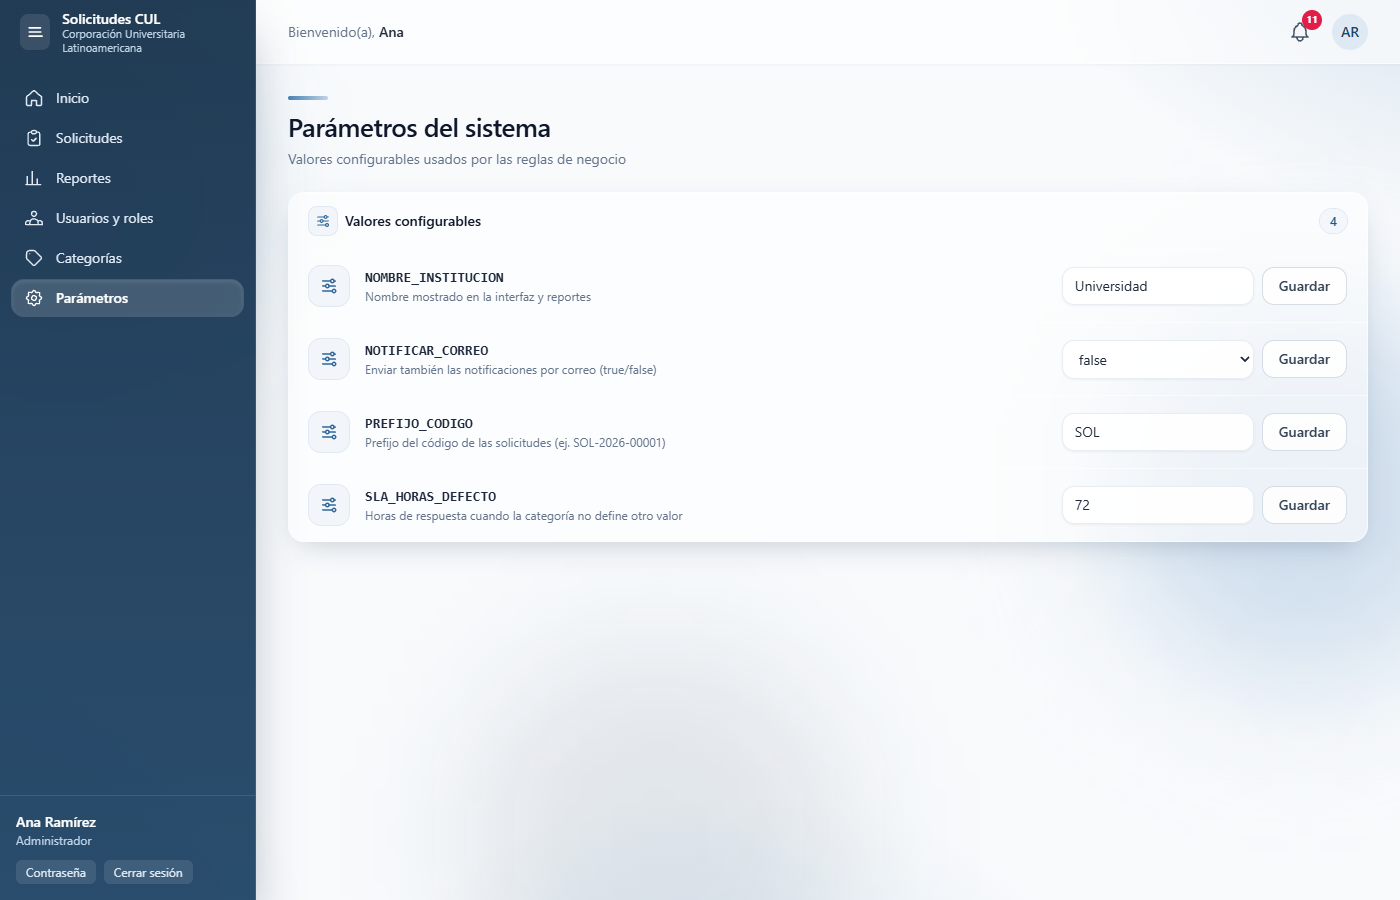 Solicitudes CUL
Corporación Universitaria
Latinoamericana
Inicio
Solicitudes
Reportes
Usuarios y roles
Categorías
Parámetros
Ana Ramírez
Administrador
Contraseña
Cerrar sesión
Bienvenido(a), Ana
11
AR
Parámetros del sistema
Valores configurables usados por las reglas de negocio
Valores configurables
4
NOMBRE_INSTITUCION
Nombre mostrado en la interfaz y reportes
Universidad
Guardar
NOTIFICAR_CORREO
Enviar también las notificaciones por correo (true/false)
false
Guardar
PREFIJO_CODIGO
Prefijo del código de las solicitudes (ej. SOL-2026-00001)
SOL
Guardar
SLA_HORAS_DEFECTO
Horas de respuesta cuando la categoría no define otro valor
72
Guardar